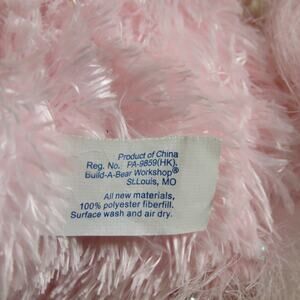 Product of China
Reg. No. PA-9859(HK).
Build-A-Bear Workshop®
St.Louis, MO
All new materials,
100% polyester fiberfill.
Surface wash and air dry.